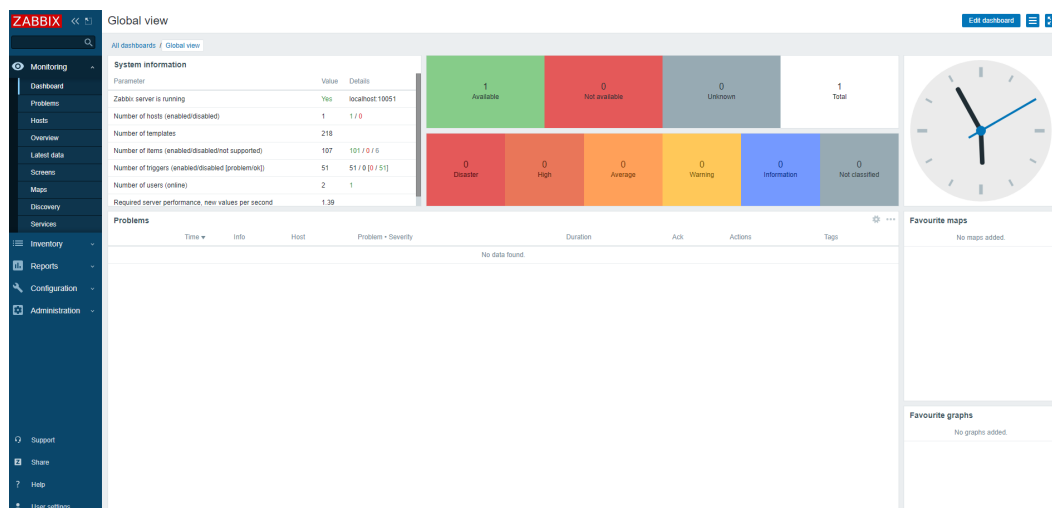 ZABBIX
Global view
Edit dashboard
All dashboards / Global view
Monitoring
Dashboard
Problems
Hosts
Overview
Latest data
Screens
Maps
Discovery
Services
Inventory
Reports
Configuration
Administration
Support
Share
Help
User settings
System information
Parameter Value Details
Zabbix server is running Yes localhost:10051
Number of hosts (enabled/disabled) 1 1 / 0
Number of templates 218
Number of items (enabled/disabled/not supported) 107 101 / 0 / 6
Number of triggers (enabled/disabled [problem/ok]) 51 51 / 0 [0 / 51]
Number of users (online) 2 1
Required server performance, new values per second 1.39
1 Available
0 Not available
0 Unknown
1 Total
0 Disaster
0 High
0 Average
0 Warning
0 Information
0 Not classified
Problems
Time ▾ Info Host Problem • Severity Duration Ack Actions Tags
No data found.
Favourite maps
No maps added.
Favourite graphs
No graphs added.